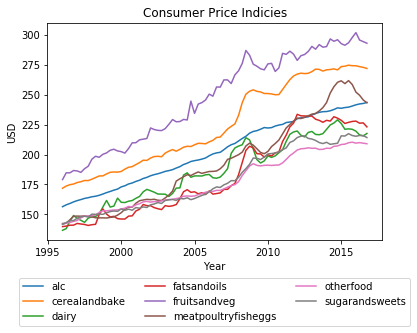 Consumer Price Indicies
300
275
250
225
200
175
150
USD
1995 2000 2005 2010 2015
Year
alc fatsandoils otherfood
cerealandbake fruitsandveg sugarandsweets
dairy meatpoultryfisheggs